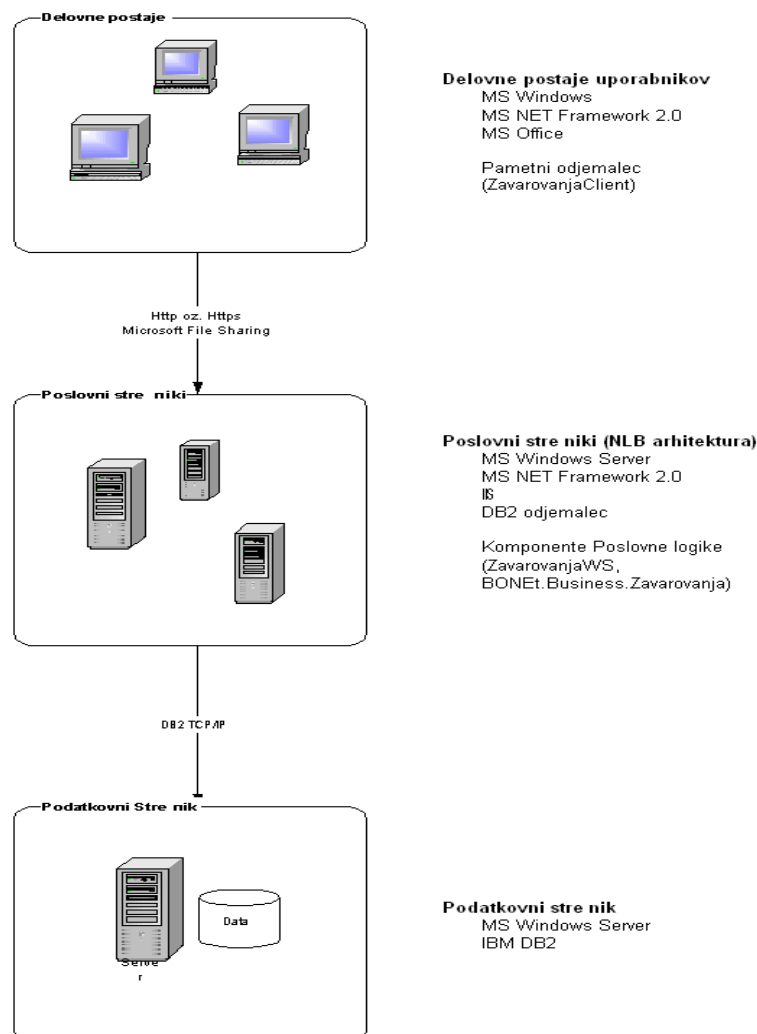 Delovne postaje
Delovne postaje uporabnikov
MS Windows
MS NET Framework 2.0
MS Office
Pametni odjemalec
(ZavarovanjaClient)
Http oz. Https
Microsoft File Sharing
Poslovni stre niki
Poslovni stre niki (NLB arhitektura)
MS Windows Server
MS NET Framework 2.0
IIS
DB2 odjemalec
Komponente Poslovne logike
(ZavarovanjaWS,
BONEt.Business.Zavarovanja)
DB2 TCP/IP
Podatkovni Stre nik
Data
Serve
r
Podatkovni stre nik
MS Windows Server
IBM DB2